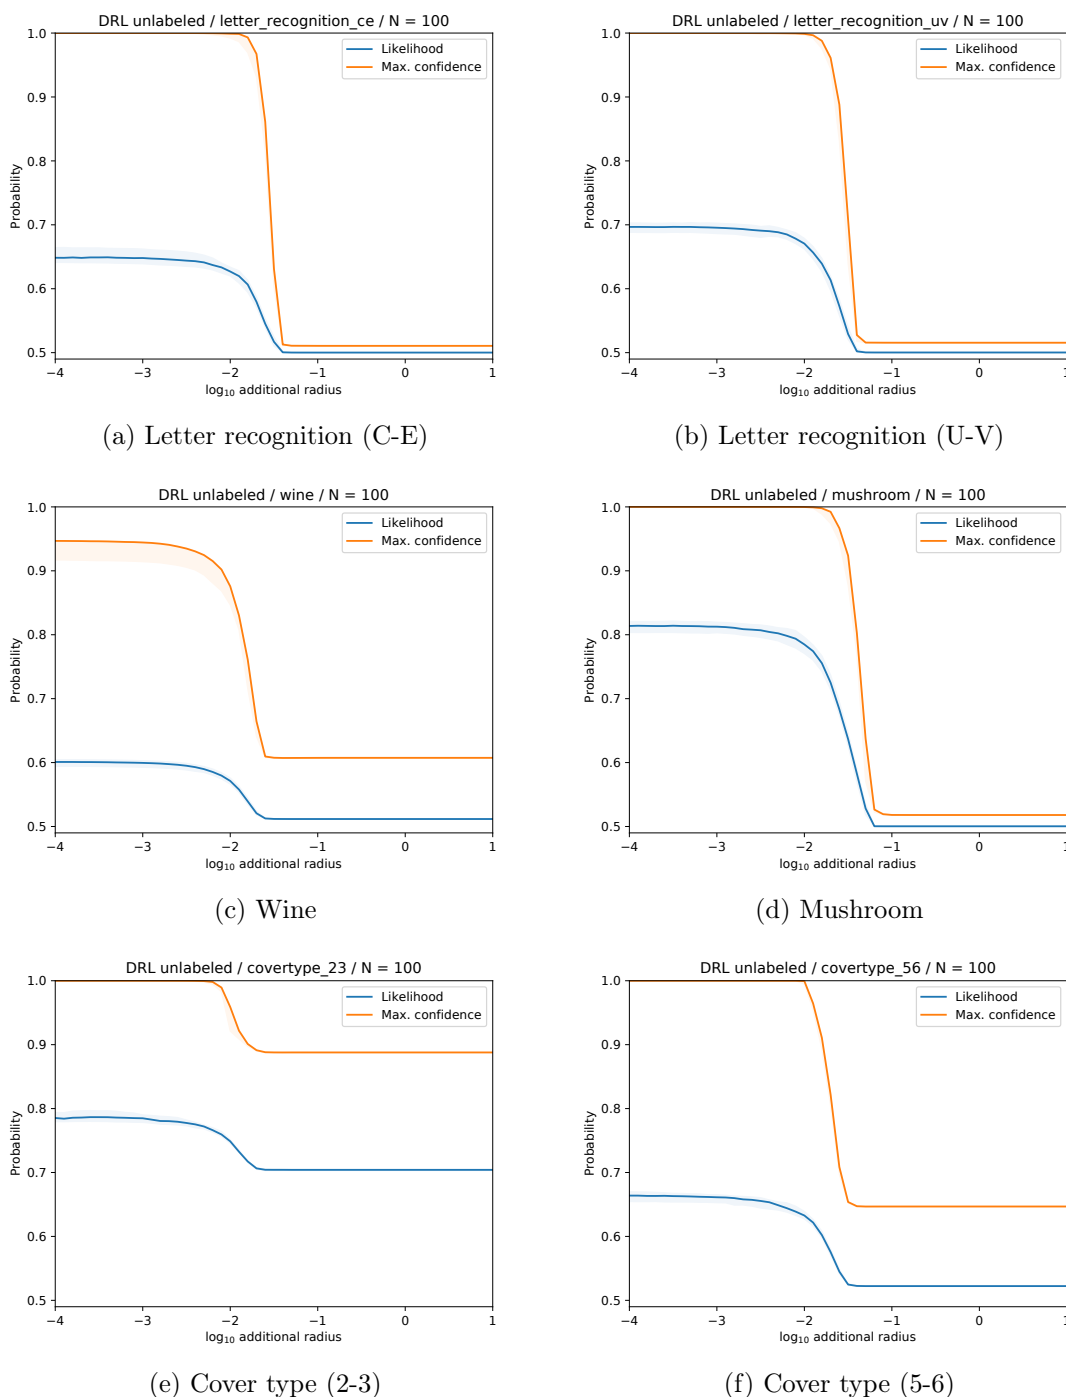 DRL unlabeled / letter_recognition_ce / N = 100
1.0
0.9
0.8
0.7
0.6
0.5
Probability
Likelihood
Max. confidence
−4 −3 −2 −1 0 1
log10 additional radius
(a) Letter recognition (C-E)
DRL unlabeled / letter_recognition_uv / N = 100
1.0
0.9
0.8
0.7
0.6
0.5
Probability
Likelihood
Max. confidence
−4 −3 −2 −1 0 1
log10 additional radius
(b) Letter recognition (U-V)
DRL unlabeled / wine / N = 100
1.0
0.9
0.8
0.7
0.6
0.5
Probability
Likelihood
Max. confidence
−4 −3 −2 −1 0 1
log10 additional radius
(c) Wine
DRL unlabeled / mushroom / N = 100
1.0
0.9
0.8
0.7
0.6
0.5
Probability
Likelihood
Max. confidence
−4 −3 −2 −1 0 1
log10 additional radius
(d) Mushroom
DRL unlabeled / covertype_23 / N = 100
1.0
0.9
0.8
0.7
0.6
0.5
Probability
Likelihood
Max. confidence
−4 −3 −2 −1 0 1
log10 additional radius
(e) Cover type (2-3)
DRL unlabeled / covertype_56 / N = 100
1.0
0.9
0.8
0.7
0.6
0.5
Probability
Likelihood
Max. confidence
−4 −3 −2 −1 0 1
log10 additional radius
(f) Cover type (5-6)